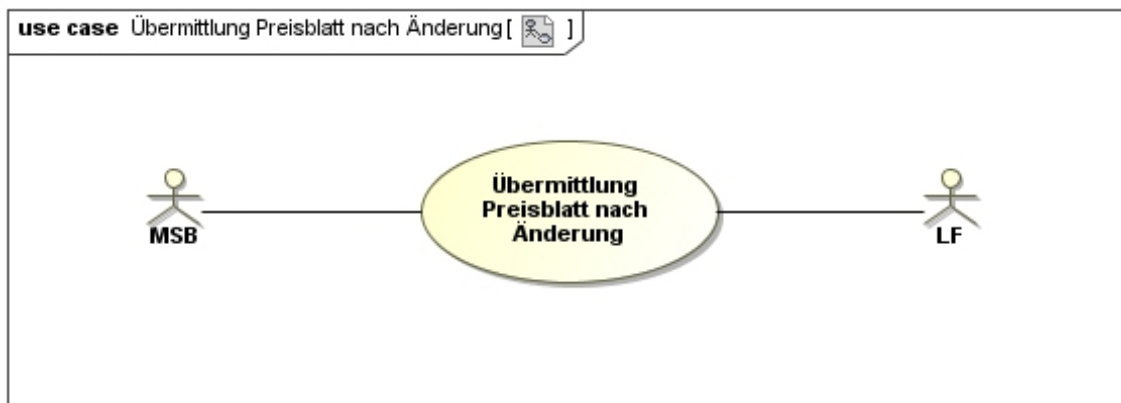 use case Übermittlung Preisblatt nach Änderung[ ]
Übermittlung
Preisblatt nach
Änderung
MSB
LF